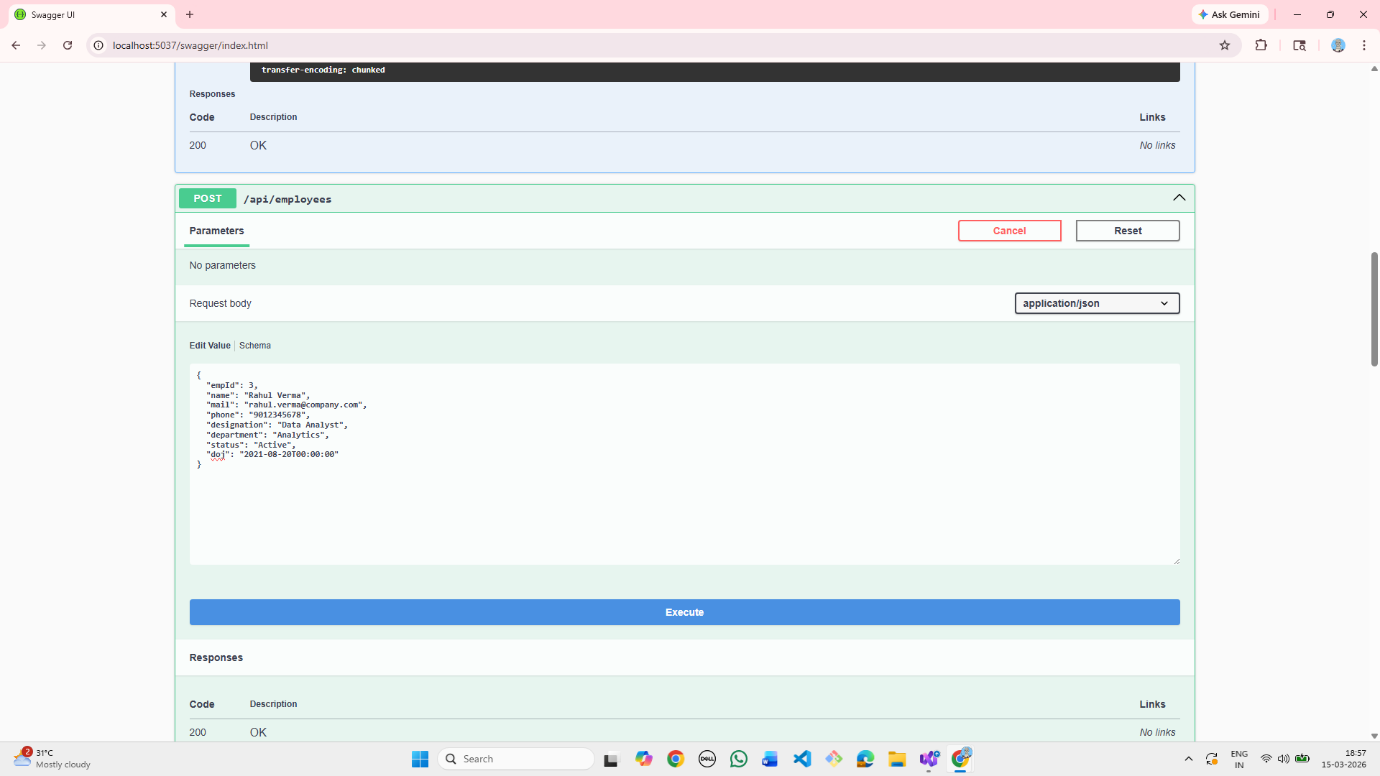 Swagger UI
Ask Gemini
localhost:5037/swagger/index.html
transfer-encoding: chunked
Responses
Code Description Links
200 OK No links
POST /api/employees
Parameters Cancel Reset
No parameters
Request body application/json
Edit Value Schema
{
"empId": 3,
"name": "Rahul Verma",
"mail": "rahul.verma@company.com",
"phone": "9012345678",
"designation": "Data Analyst",
"department": "Analytics",
"status": "Active",
"doj": "2021-08-20T00:00:00"
}
Execute
Responses
Code Description Links
200 OK No links
2
31°C
Mostly cloudy
Search
DELL
ENG
IN
18:57
15-03-2026